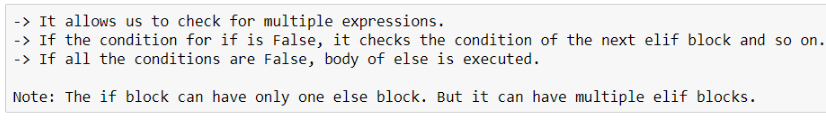 -> It allows us to check for multiple expressions.
-> If the condition for if is False, it checks the condition of the next elif block and so on.
-> If all the conditions are False, body of else is executed.
Note: The if block can have only one else block. But it can have multiple elif blocks.